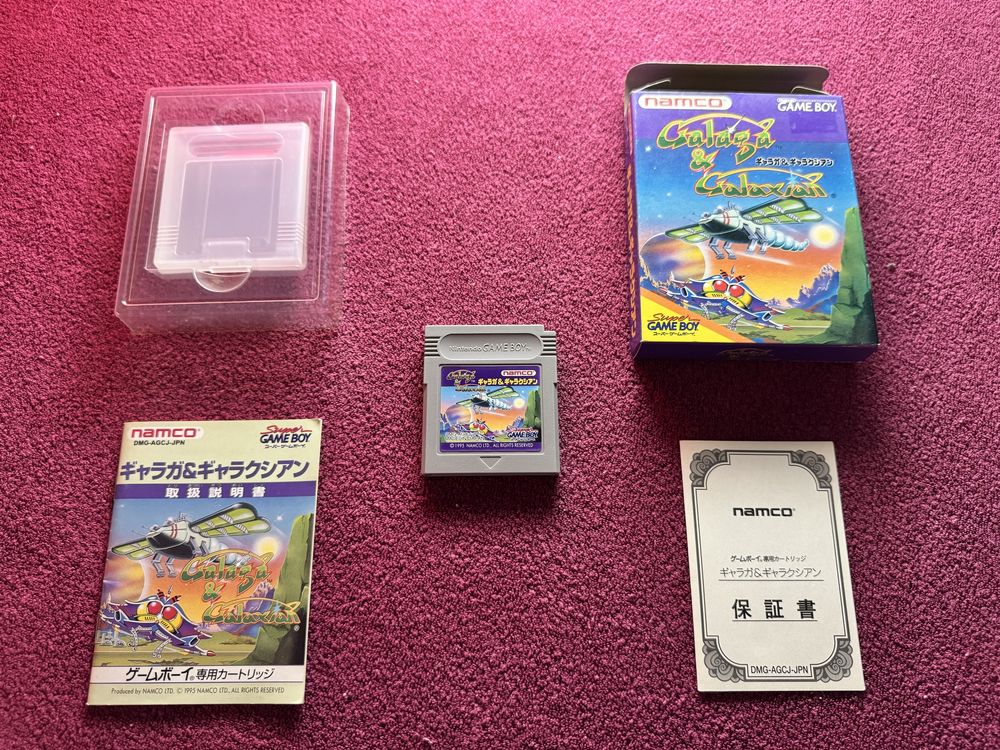 namco
GAME BOY
Galaga
&
ギャラガ&ギャラクシアン
Galaxian®
Super
GAME BOY
スーパーゲームボーイ
Nintendo GAME BOY™
Galaga
&
Galaxian
namco
ギャラガ&ギャラクシアン
GAME BOY
© 1995 NAMCO LTD., ALL RIGHTS RESERVED
namco
DMG-AGCJ-JPN
Super
GAME BOY
スーパーゲームボーイ
ギャラガ&ギャラクシアン
取扱説明書
Galaga
&
Galaxian®
ゲームボーイ®専用カートリッジ
Produced by NAMCO LTD. © 1995 NAMCO LTD., ALL RIGHTS RESERVED
namco®
ゲームボーイ®専用カートリッジ
ギャラガ&ギャラクシアン
保証書
DMG-AGCJ-JPN